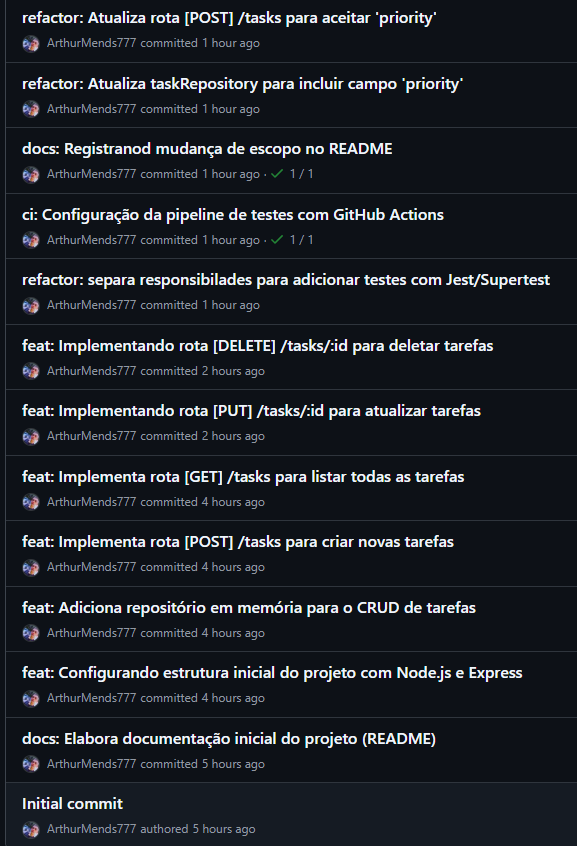 refactor: Atualiza rota [POST] /tasks para aceitar 'priority'
ArthurMends777 committed 1 hour ago
refactor: Atualiza taskRepository para incluir campo 'priority'
ArthurMends777 committed 1 hour ago
docs: Registranod mudança de escopo no README
ArthurMends777 committed 1 hour ago · ✓ 1 / 1
ci: Configuração da pipeline de testes com GitHub Actions
ArthurMends777 committed 1 hour ago · ✓ 1 / 1
refactor: separa responsibilades para adicionar testes com Jest/Supertest
ArthurMends777 committed 1 hour ago
feat: Implementando rota [DELETE] /tasks/:id para deletar tarefas
ArthurMends777 committed 2 hours ago
feat: Implementando rota [PUT] /tasks/:id para atualizar tarefas
ArthurMends777 committed 2 hours ago
feat: Implementa rota [GET] /tasks para listar todas as tarefas
ArthurMends777 committed 4 hours ago
feat: Implementa rota [POST] /tasks para criar novas tarefas
ArthurMends777 committed 4 hours ago
feat: Adiciona repositório em memória para o CRUD de tarefas
ArthurMends777 committed 4 hours ago
feat: Configurando estrutura inicial do projeto com Node.js e Express
ArthurMends777 committed 4 hours ago
docs: Elabora documentação inicial do projeto (README)
ArthurMends777 committed 5 hours ago
Initial commit
ArthurMends777 authored 5 hours ago